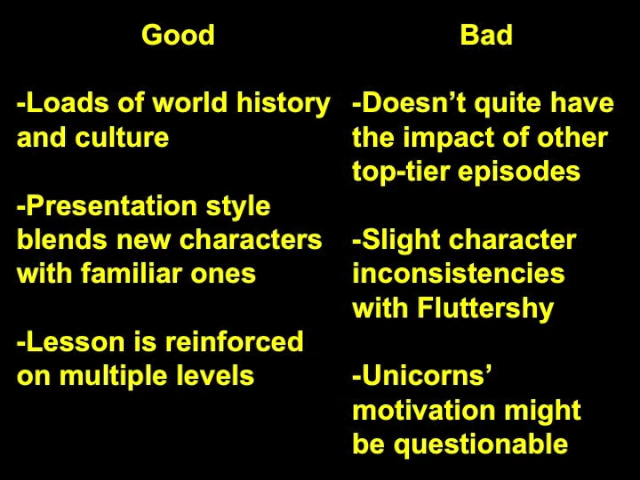 Good
-Loads of world history
and culture
-Presentation style
blends new characters
with familiar ones
-Lesson is reinforced
on multiple levels
Bad
-Doesn’t quite have
the impact of other
top-tier episodes
-Slight character
inconsistencies
with Fluttershy
-Unicorns’
motivation might
be questionable